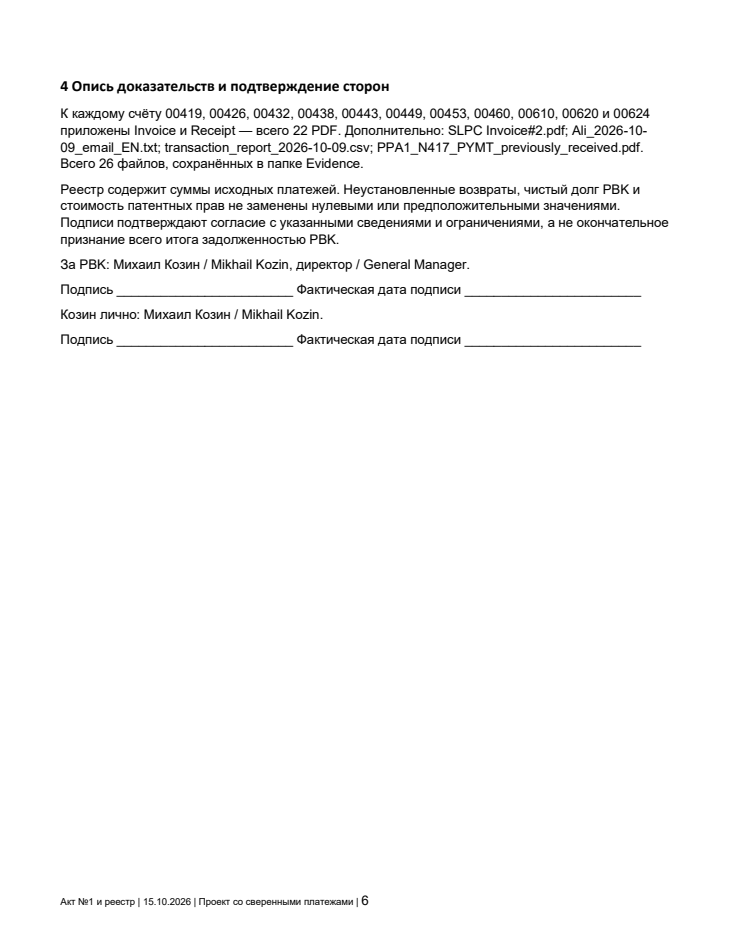 4 Опись доказательств и подтверждение сторон
К каждому счёту 00419, 00426, 00432, 00438, 00443, 00449, 00453, 00460, 00610, 00620 и 00624
приложены Invoice и Receipt — всего 22 PDF. Дополнительно: SLPC Invoice#2.pdf; Ali_2026-10-
09_email_EN.txt; transaction_report_2026-10-09.csv; PPA1_N417_PYMT_previously_received.pdf.
Всего 26 файлов, сохранённых в папке Evidence.
Реестр содержит суммы исходных платежей. Неустановленные возвраты, чистый долг PBK и
стоимость патентных прав не заменены нулевыми или предположительными значениями.
Подписи подтверждают согласие с указанными сведениями и ограничениями, а не окончательное
признание всего итога задолженностью PBK.
За PBK: Михаил Козин / Mikhail Kozin, директор / General Manager.
Подпись ________________________ Фактическая дата подписи ________________________
Козин лично: Михаил Козин / Mikhail Kozin.
Подпись ________________________ Фактическая дата подписи ________________________
Акт №1 и реестр | 15.10.2026 | Проект со сверенными платежами | 6